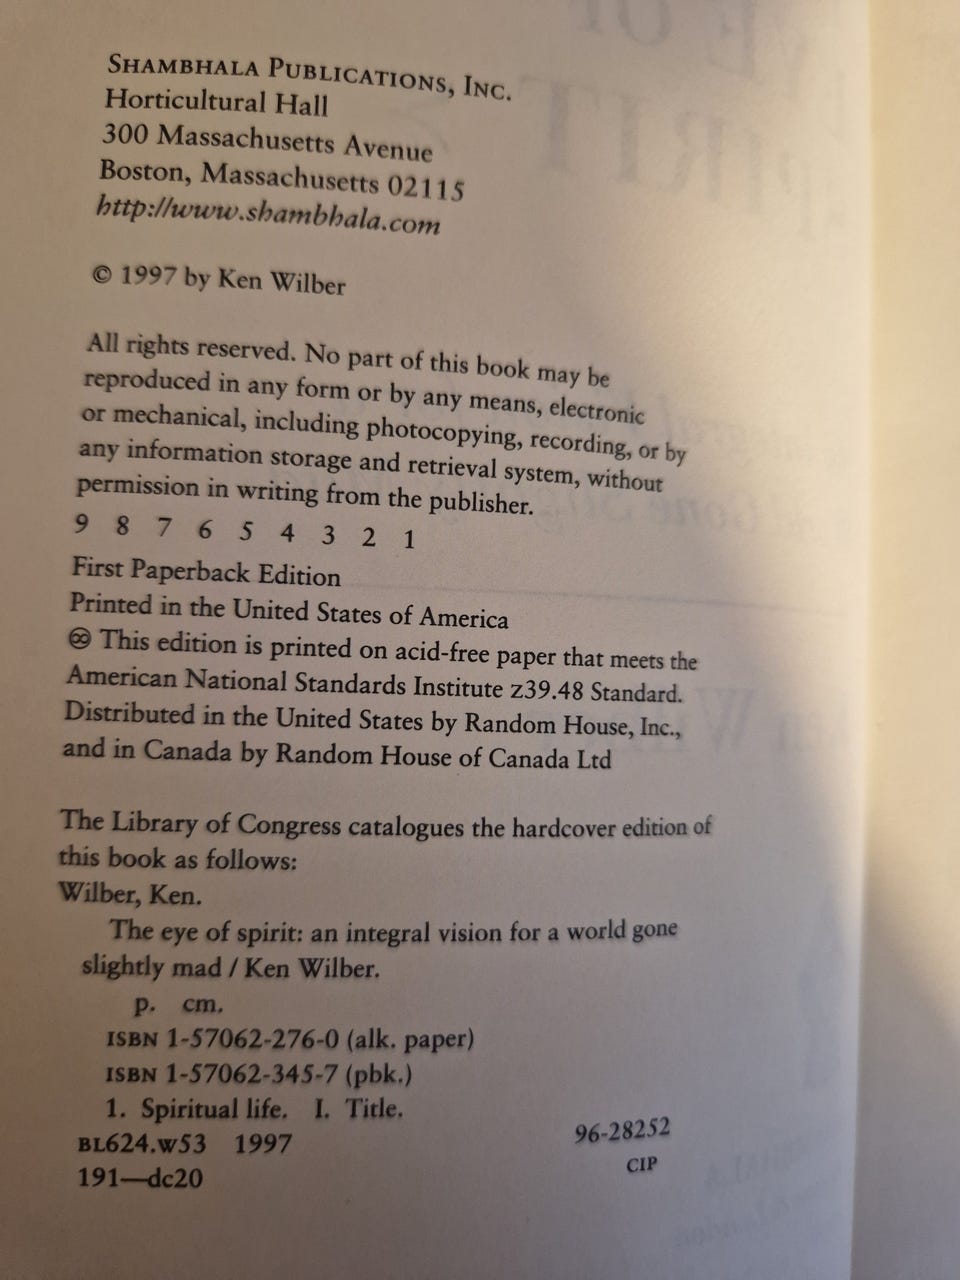 SHAMBHALA PUBLICATIONS, INC.
Horticultural Hall
300 Massachusetts Avenue
Boston, Massachusetts 02115
http://www.shambhala.com
© 1997 by Ken Wilber
All rights reserved. No part of this book may be
reproduced in any form or by any means, electronic
or mechanical, including photocopying, recording, or by
any information storage and retrieval system, without
permission in writing from the publisher.
9 8 7 6 5 4 3 2 1
First Paperback Edition
Printed in the United States of America
♾ This edition is printed on acid-free paper that meets the
American National Standards Institute z39.48 Standard.
Distributed in the United States by Random House, Inc.,
and in Canada by Random House of Canada Ltd
The Library of Congress catalogues the hardcover edition of
this book as follows:
Wilber, Ken.
The eye of spirit: an integral vision for a world gone
slightly mad / Ken Wilber.
p. cm.
ISBN 1-57062-276-0 (alk. paper)
ISBN 1-57062-345-7 (pbk.)
1. Spiritual life. I. Title.
BL624.W53 1997 96-28252
191—dc20 CIP